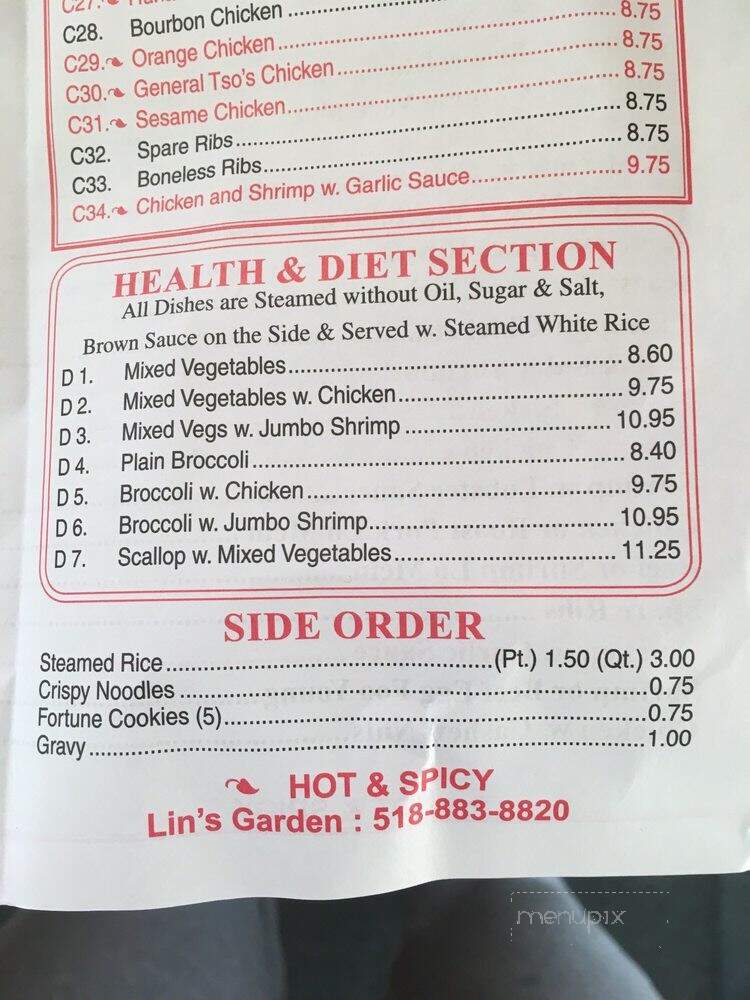 C27.
C28. Bourbon Chicken
C29. Orange Chicken 8.75
C30. General Tso's Chicken 8.75
C31. Sesame Chicken 8.75
C32. Spare Ribs 8.75
C33. Boneless Ribs 8.75
C34. Chicken and Shrimp w. Garlic Sauce 9.75
HEALTH & DIET SECTION
All Dishes are Steamed without Oil, Sugar & Salt,
Brown Sauce on the Side & Served w. Steamed White Rice
D 1. Mixed Vegetables 8.60
D 2. Mixed Vegetables w. Chicken 9.75
D 3. Mixed Vegs w. Jumbo Shrimp 10.95
D 4. Plain Broccoli 8.40
D 5. Broccoli w. Chicken 9.75
D 6. Broccoli w. Jumbo Shrimp 10.95
D 7. Scallop w. Mixed Vegetables 11.25
SIDE ORDER
Steamed Rice (Pt.) 1.50 (Qt.) 3.00
Crispy Noodles 0.75
Fortune Cookies (5) 0.75
Gravy 1.00
HOT & SPICY
Lin's Garden : 518-883-8820
menupix